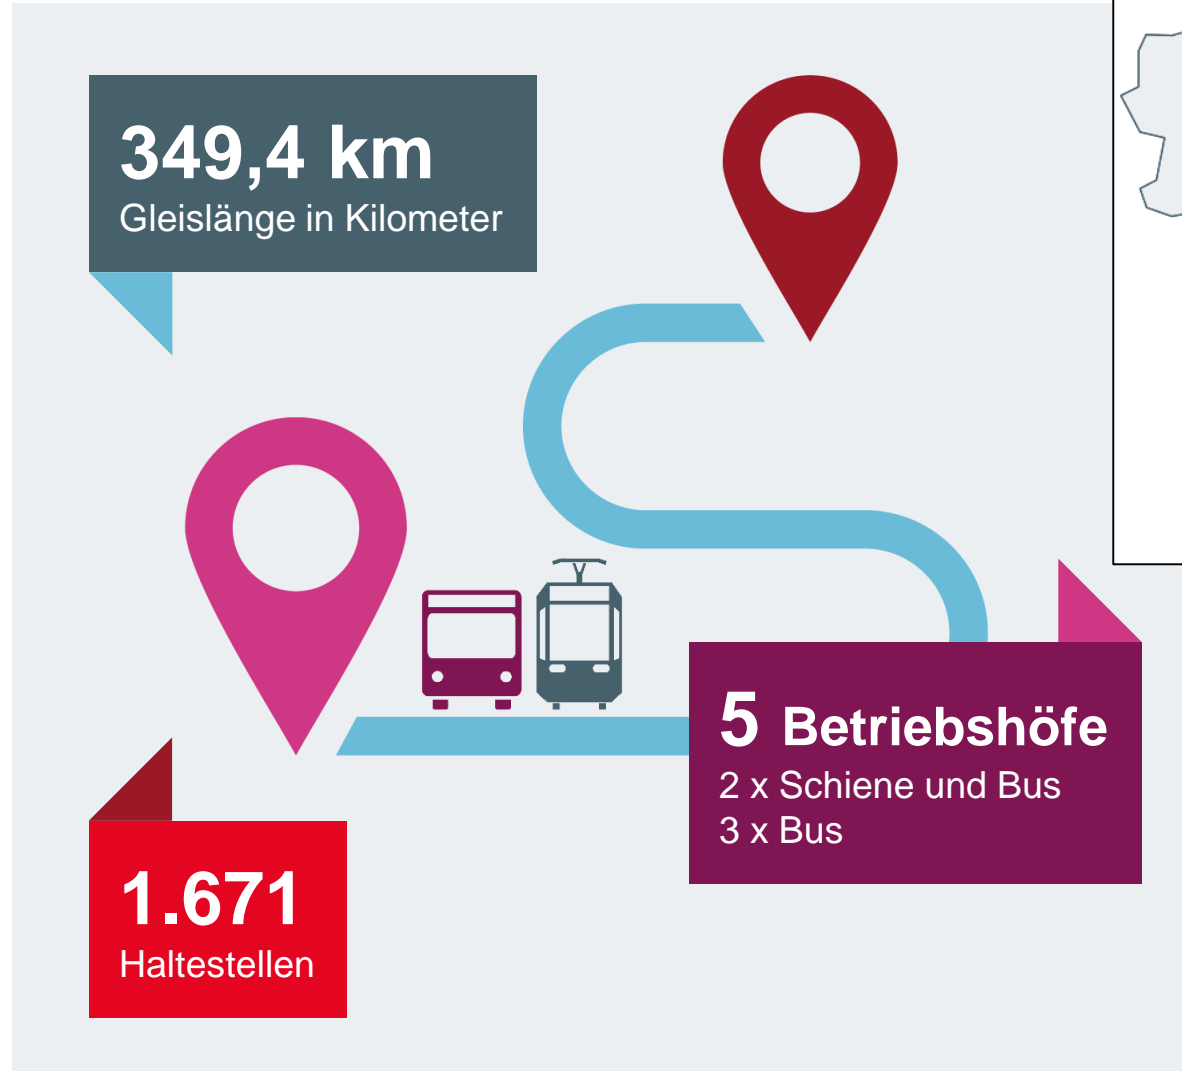 349,4 km
Gleislänge in Kilometer
5 Betriebshöfe
2 x Schiene und Bus
3 x Bus
1.671
Haltestellen